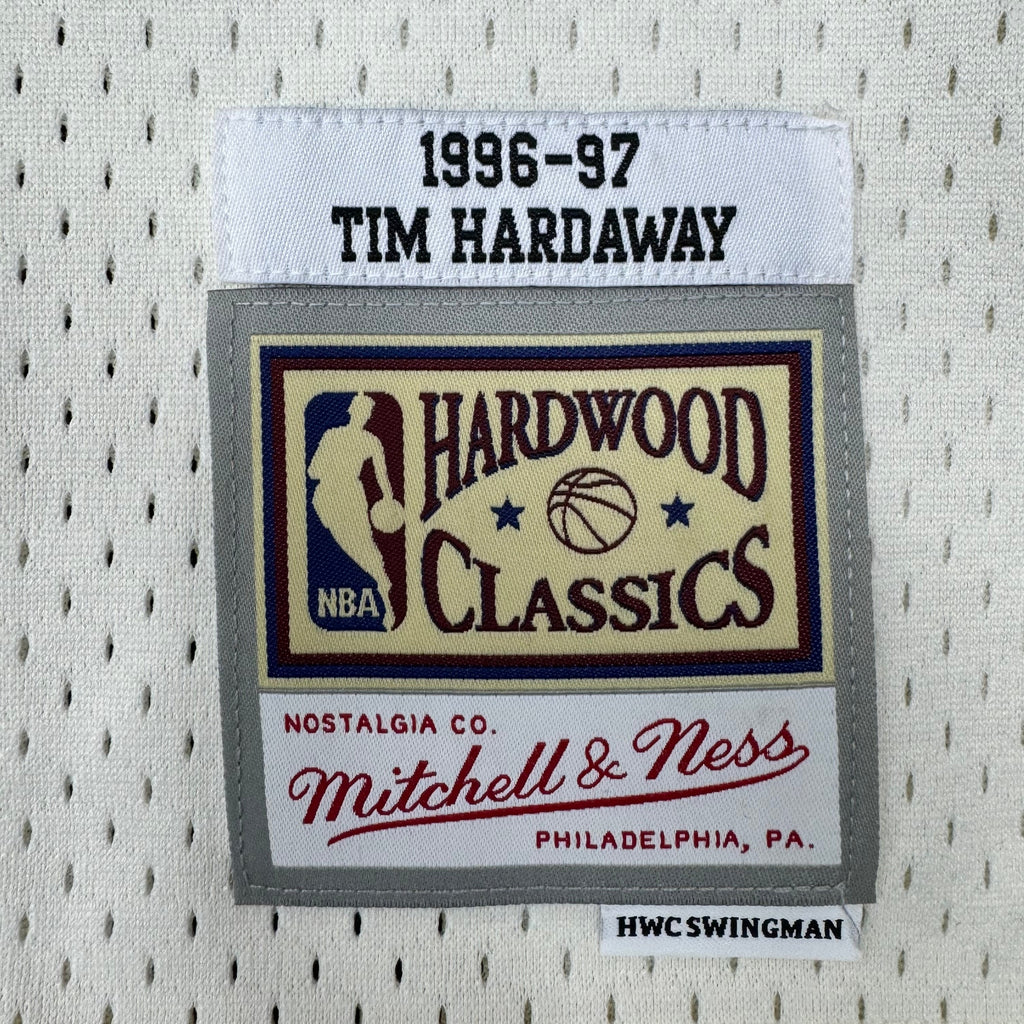 1996-97
TIM HARDAWAY
HARDWOOD
CLASSICS
NBA
NOSTALGIA CO.
Mitchell & Ness
PHILADELPHIA, PA.
HWC SWINGMAN